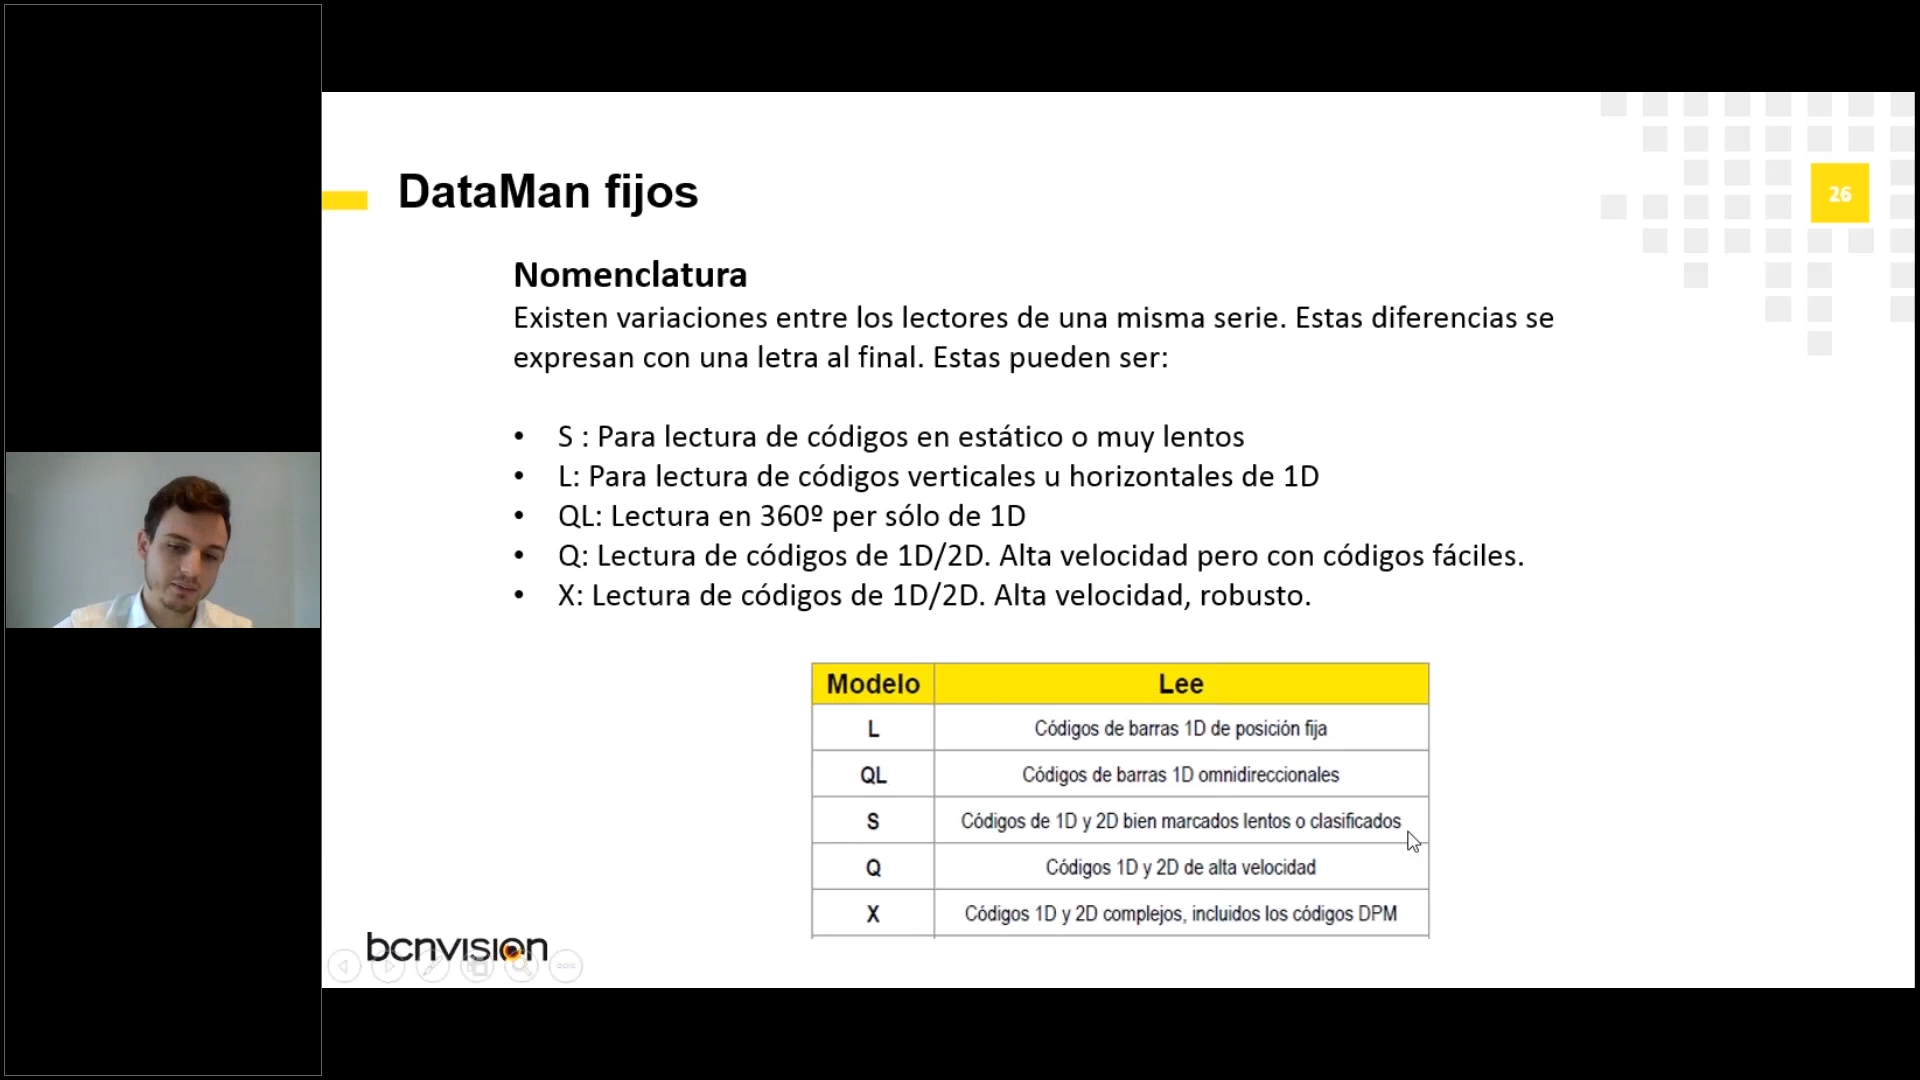 DataMan fijos
26
Nomenclatura
Existen variaciones entre los lectores de una misma serie. Estas diferencias se
expresan con una letra al final. Estas pueden ser:
• S : Para lectura de códigos en estático o muy lentos
• L: Para lectura de códigos verticales u horizontales de 1D
• QL: Lectura en 360º per sólo de 1D
• Q: Lectura de códigos de 1D/2D. Alta velocidad pero con códigos fáciles.
• X: Lectura de códigos de 1D/2D. Alta velocidad, robusto.
Modelo Lee
L Códigos de barras 1D de posición fija
QL Códigos de barras 1D omnidireccionales
S Códigos de 1D y 2D bien marcados lentos o clasificados
Q Códigos 1D y 2D de alta velocidad
X Códigos 1D y 2D complejos, incluidos los códigos DPM
bcnvision